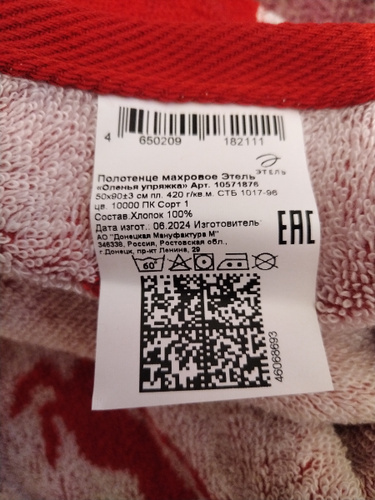 4 650209 182111
ЭТЕЛЬ
Полотенце махровое Этель
«Оленья упряжка» Арт. 10571876
50х90±3 см пл. 420 г/кв.м. СТБ 1017-96
цв. 10000 ПК Сорт 1
Состав:Хлопок 100%
Дата изгот.: 06.2024 Изготовитель:
АО "Донецкая Мануфактура М"
346338, Россия, Ростовская обл.,
г.Донецк, пр-кт Ленина, 29
EAC
60°
46068693